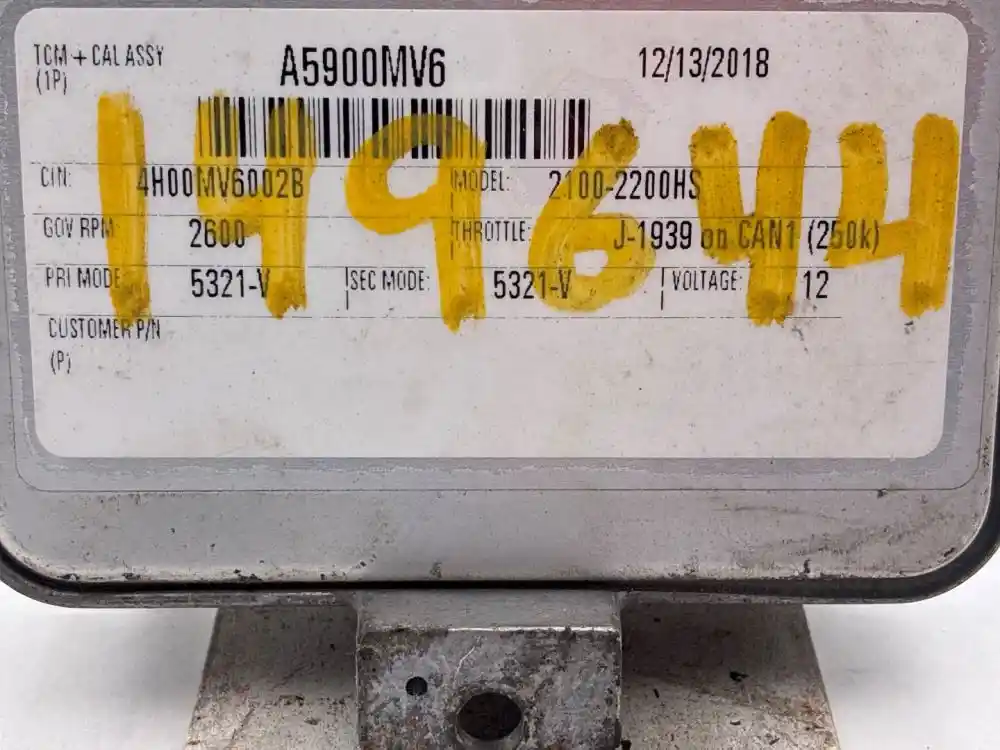 TCM + CAL ASSY A5900MV6 12/13/2018
(1P)
149644
CIN: 4H00MV6002B MODEL: 2100-2200HS
GOV RPM 2600 THROTTLE: J-1939 on CAN1 (250k)
PRI MODE 5321-V SEC MODE: 5321-V VOLTAGE: 12
CUSTOMER P/N
(P)